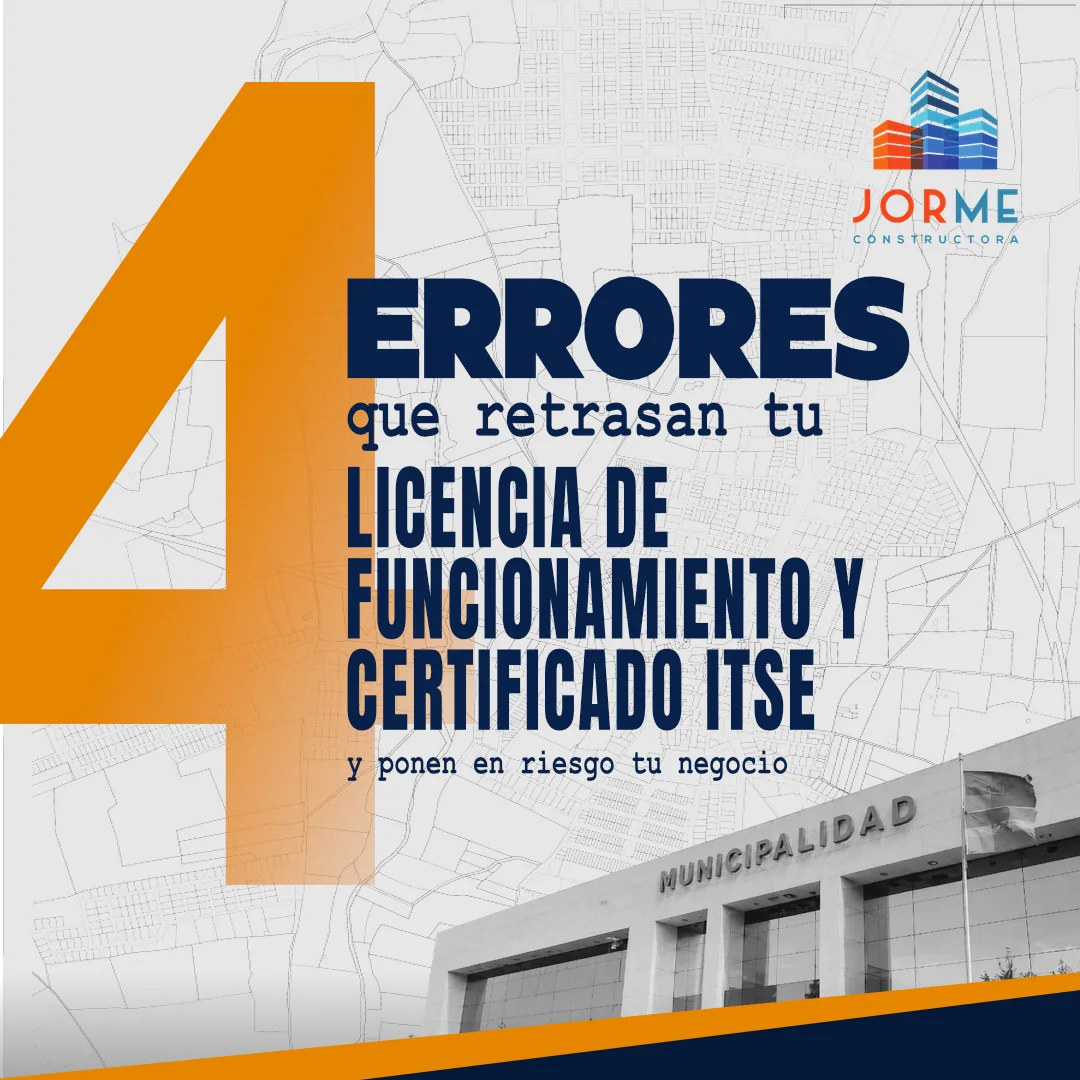 JORME
CONSTRUCTORA
4
ERRORES
que retrasan tu
LICENCIA DE
FUNCIONAMIENTO Y
CERTIFICADO ITSE
y ponen en riesgo tu negocio
MUNICIPALIDAD